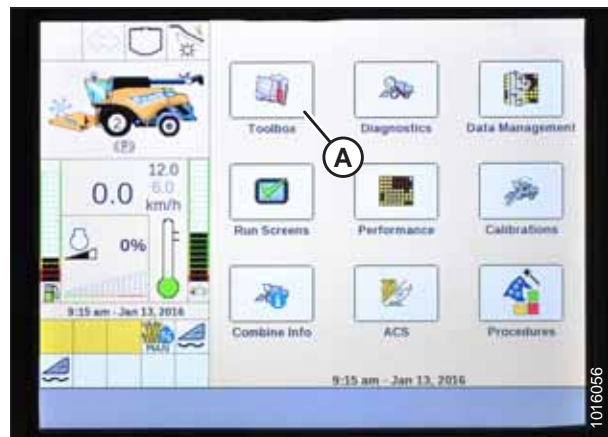 2
(P)
12.0
6.0
0.0 km/h
0%
9:15 am - Jan 13, 2016
MAN
Toolbox
Diagnostics
Data Management
A
Run Screens
Performance
Calibrations
Combine Info
ACS
Procedures
9:15 am - Jan 13, 2016
1016056